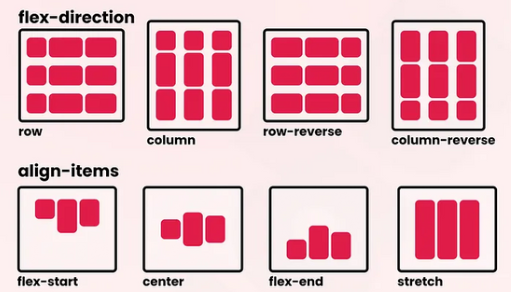 flex-direction
row
column
row-reverse
column-reverse
align-items
flex-start
center
flex-end
stretch